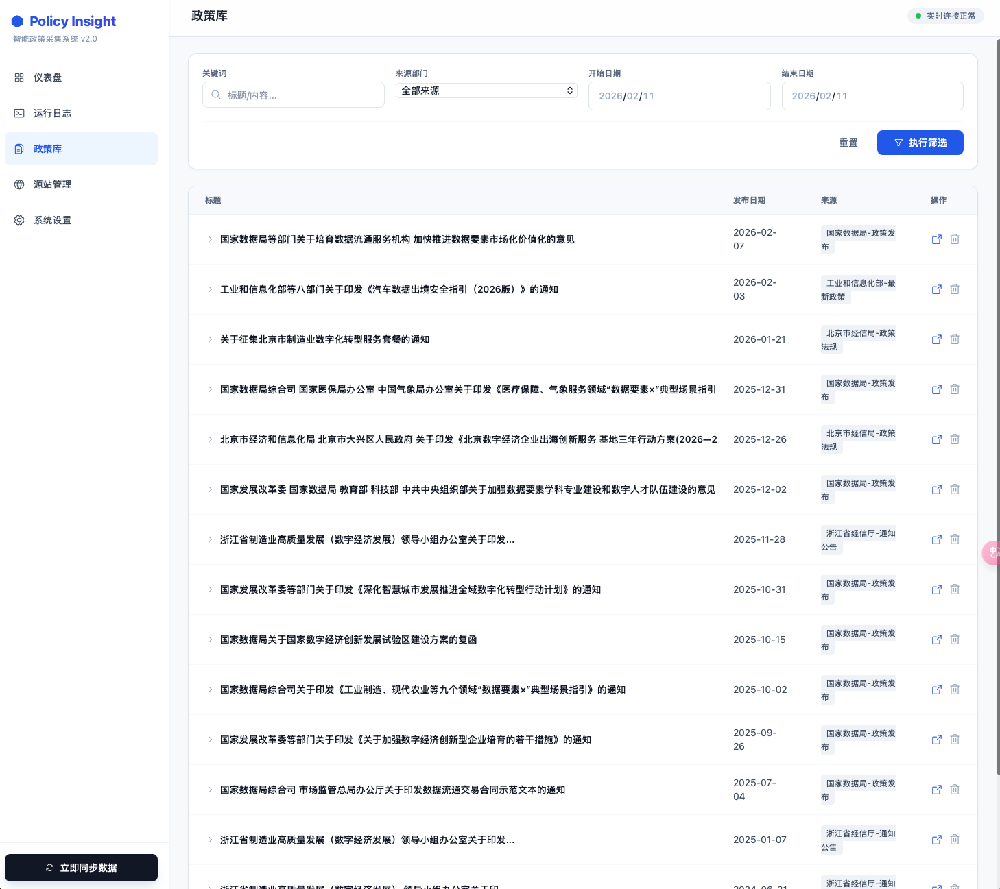 Policy Insight
智能政策采集系统 v2.0
仪表盘
运行日志
政策库
源站管理
系统设置
立即同步数据
政策库
实时连接正常
关键词
标题/内容...
来源部门
全部来源
开始日期
2026/02/11
结束日期
2026/02/11
重置
执行筛选
标题 发布日期 来源 操作
国家数据局等部门关于培育数据流通服务机构 加快推进数据要素市场化价值化的意见
2026-02-
07
国家数据局-政策发
布
工业和信息化部等八部门关于印发《汽车数据出境安全指引（2026版）》的通知
2026-02-
03
工业和信息化部-最
新政策
关于征集北京市制造业数字化转型服务套餐的通知
2026-01-21
北京市经信局-政策
法规
国家数据局综合司 国家医保局办公室 中国气象局办公室关于印发《医疗保障、气象服务领域“数据要素×”典型场景指引
2025-12-31
国家数据局-政策发
布
北京市经济和信息化局 北京市大兴区人民政府 关于印发《北京数字经济企业出海创新服务 基地三年行动方案(2026—2
2025-12-26
北京市经信局-政策
法规
国家发展改革委 国家数据局 教育部 科技部 中共中央组织部关于加强数据要素学科专业建设和数字人才队伍建设的意见
2025-12-02
国家数据局-政策发
布
浙江省制造业高质量发展（数字经济发展）领导小组办公室关于印发...
2025-11-28
浙江省经信厅-通知
公告
国家发展改革委等部门关于印发《深化智慧城市发展推进全域数字化转型行动计划》的通知
2025-10-31
国家数据局-政策发
布
国家数据局关于国家数字经济创新发展试验区建设方案的复函
2025-10-15
国家数据局-政策发
布
国家数据局综合司关于印发《工业制造、现代农业等九个领域“数据要素×”典型场景指引》的通知
2025-10-02
国家数据局-政策发
布
国家发展改革委等部门关于印发《关于加强数字经济创新型企业培育的若干措施》的通知
2025-09-
26
国家数据局-政策发
布
国家数据局综合司 市场监管总局办公厅关于印发数据流通交易合同示范文本的通知
2025-07-
04
国家数据局-政策发
布
浙江省制造业高质量发展（数字经济发展）领导小组办公室关于印发...
2025-01-07
浙江省经信厅-通知
公告
浙江省制造业高质量发展（数字经济发展）领导小组办公室关于印
2024-06-21
浙江省经信厅-通知